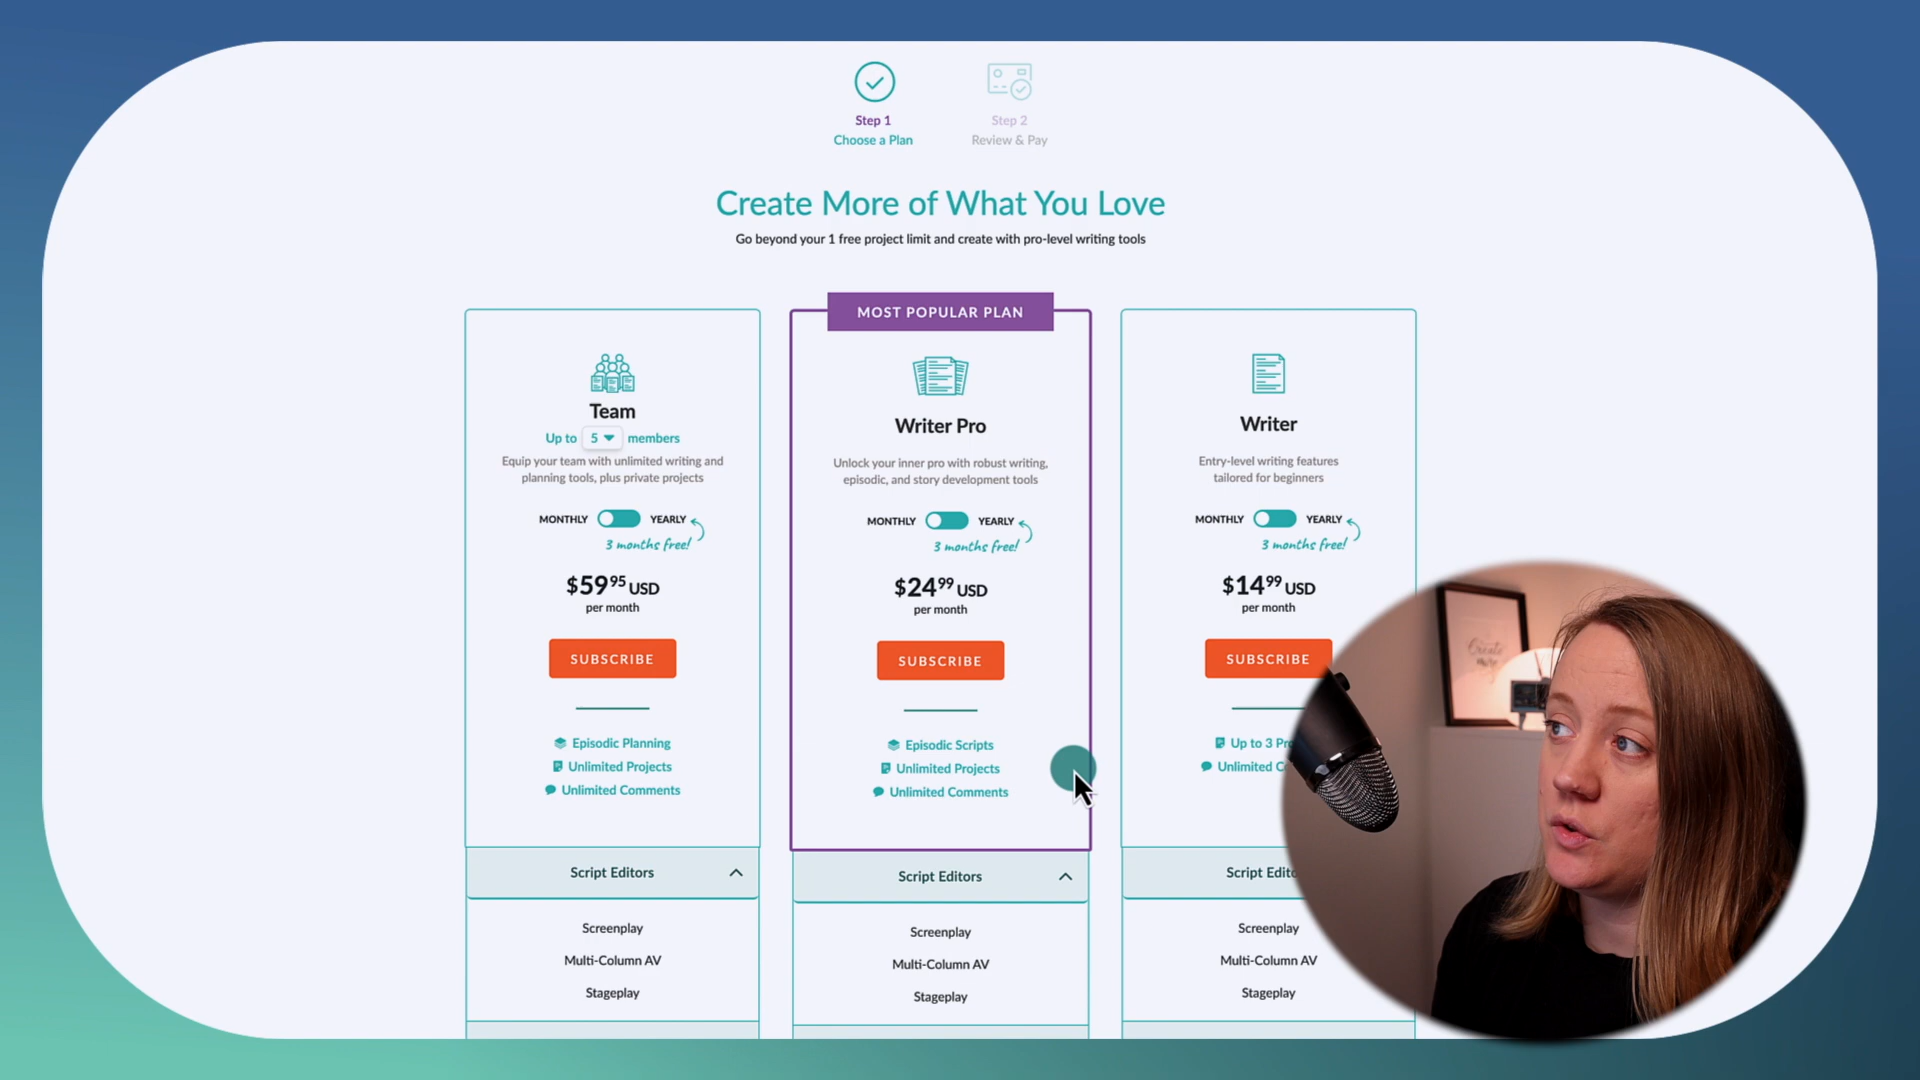 Step 1
Choose a Plan
Step 2
Review & Pay
Create More of What You Love
Go beyond your 1 free project limit and create with pro-level writing tools
Team
Up to 5 members
Equip your team with unlimited writing and
planning tools, plus private projects
MONTHLY YEARLY
3 months free!
$59⁹⁵ USD
per month
SUBSCRIBE
Episodic Planning
Unlimited Projects
Unlimited Comments
Script Editors
Screenplay
Multi-Column AV
Stageplay
MOST POPULAR PLAN
Writer Pro
Unlock your inner pro with robust writing,
episodic, and story development tools
MONTHLY YEARLY
3 months free!
$24⁹⁹ USD
per month
SUBSCRIBE
Episodic Scripts
Unlimited Projects
Unlimited Comments
Script Editors
Screenplay
Multi-Column AV
Stageplay
Writer
Entry-level writing features
tailored for beginners
MONTHLY YEARLY
3 months free!
$14⁹⁹ USD
per month
SUBSCRIBE
Up to 3
Unlimited
Script
Screenplay
Multi-Column AV
Stageplay
Create